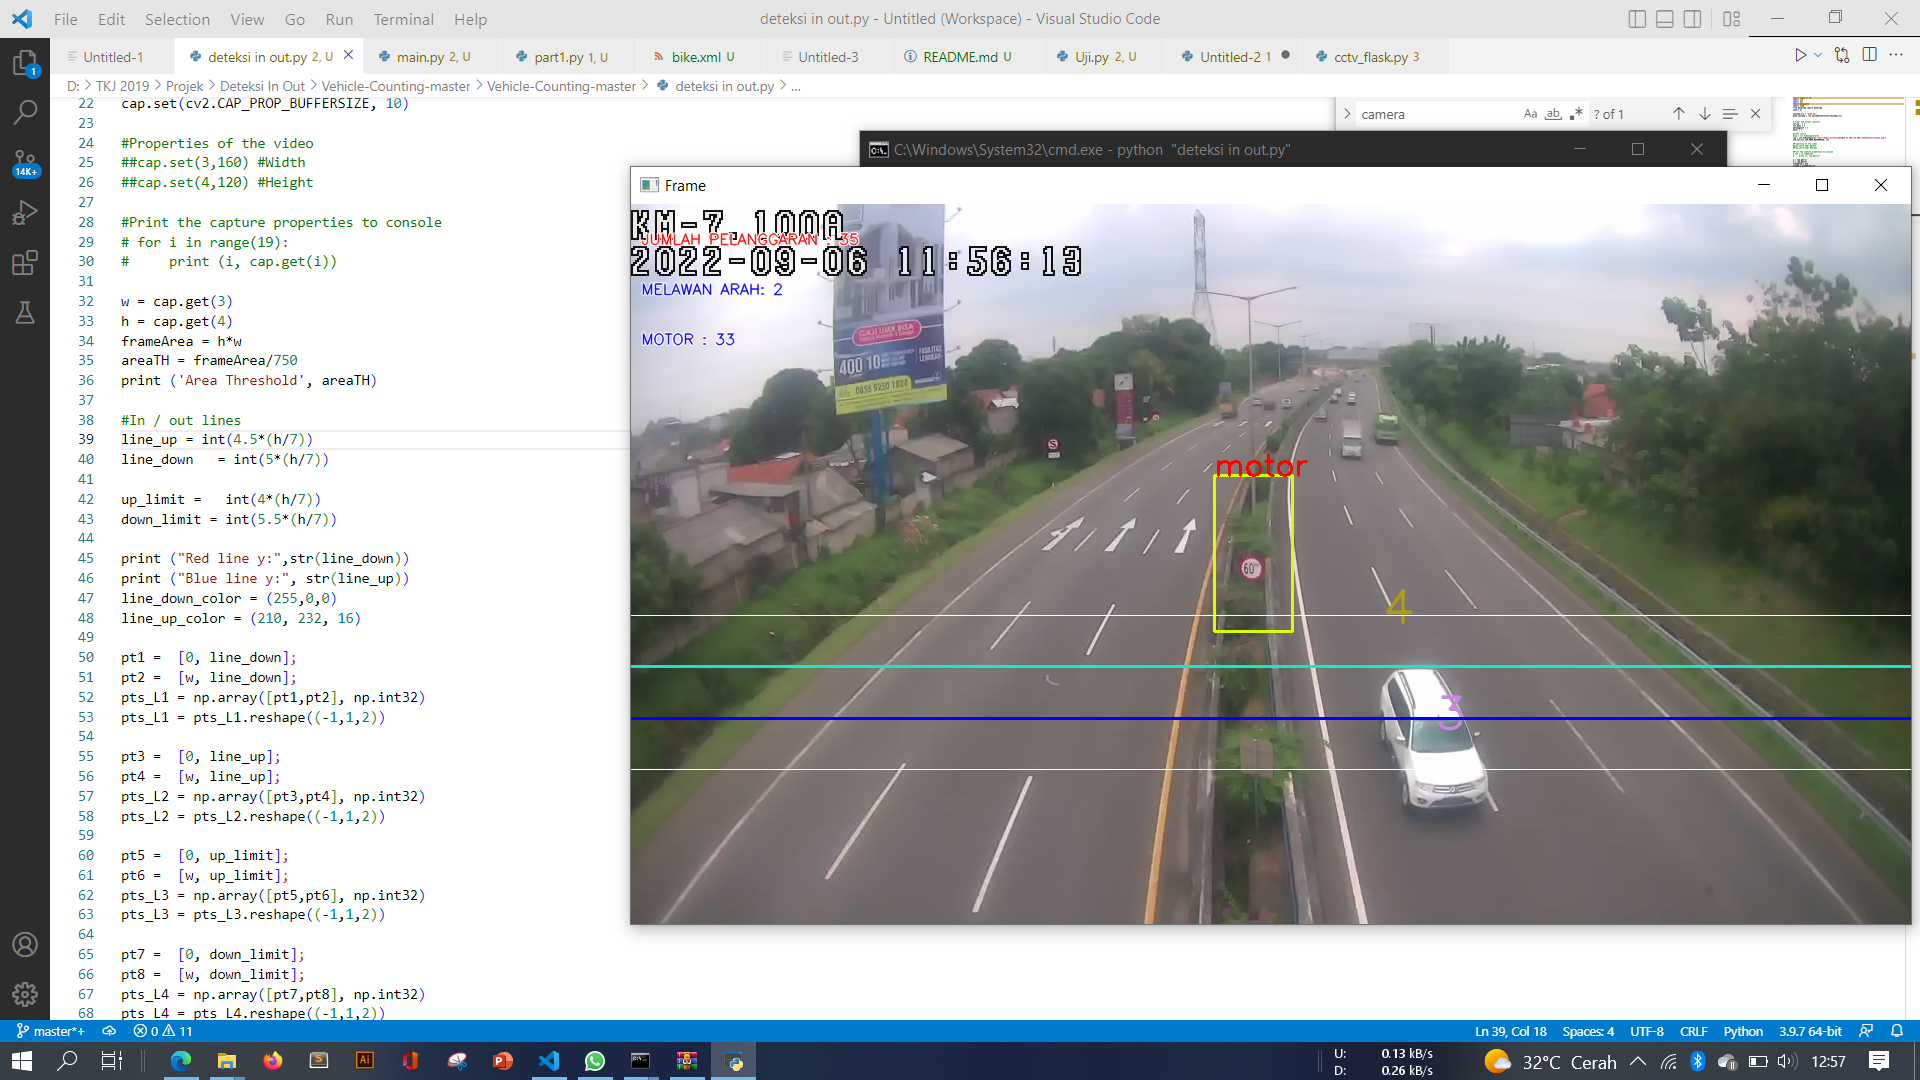 File Edit Selection View Go Run Terminal Help
deteksi in out.py - Untitled (Workspace) - Visual Studio Code
Untitled-1
deteksi in out.py 2, U
main.py 2, U
part1.py 1, U
bike.xml U
Untitled-3
README.md U
Uji.py 2, U
Untitled-2 1
cctv_flask.py 3
D: > TKJ 2019 > Projek > Deteksi In Out > Vehicle-Counting-master > Vehicle-Counting-master > deteksi in out.py > ...
camera
Aa ab, .* ? of 1
1
14K+
22 cap.set(cv2.CAP_PROP_BUFFERSIZE, 10)
23
24 #Properties of the video
25 ##cap.set(3,160) #Width
26 ##cap.set(4,120) #Height
27
28 #Print the capture properties to console
29 # for i in range(19):
30 #     print (i, cap.get(i))
31
32 w = cap.get(3)
33 h = cap.get(4)
34 frameArea = h*w
35 areaTH = frameArea/750
36 print ('Area Threshold', areaTH)
37
38 #In / out lines
39 line_up = int(4.5*(h/7))
40 line_down   = int(5*(h/7))
41
42 up_limit =   int(4*(h/7))
43 down_limit = int(5.5*(h/7))
44
45 print ("Red line y:",str(line_down))
46 print ("Blue line y:", str(line_up))
47 line_down_color = (255,0,0)
48 line_up_color = (210, 232, 16)
49
50 pt1 =  [0, line_down];
51 pt2 =  [w, line_down];
52 pts_L1 = np.array([pt1,pt2], np.int32)
53 pts_L1 = pts_L1.reshape((-1,1,2))
54
55 pt3 =  [0, line_up];
56 pt4 =  [w, line_up];
57 pts_L2 = np.array([pt3,pt4], np.int32)
58 pts_L2 = pts_L2.reshape((-1,1,2))
59
60 pt5 =  [0, up_limit];
61 pt6 =  [w, up_limit];
62 pts_L3 = np.array([pt5,pt6], np.int32)
63 pts_L3 = pts_L3.reshape((-1,1,2))
64
65 pt7 =  [0, down_limit];
66 pt8 =  [w, down_limit];
67 pts_L4 = np.array([pt7,pt8], np.int32)
68 pts_L4 = pts_L4.reshape((-1,1,2))
C:\Windows\System32\cmd.exe - python "deteksi in out.py"
Frame
KM-7.100A
JUMLAH PELANGGARAN : 35
2022-09-06 11:56:13
MELAWAN ARAH: 2
MOTOR : 33
GAJI UMR BISA
400 10
0856 9250 1824
S
motor
60
4
3
master*+
0 11
Ln 39, Col 18
Spaces: 4
UTF-8
CRLF
Python
3.9.7 64-bit
U: 0.13 kB/s
D: 0.26 kB/s
32°C Cerah
12:57